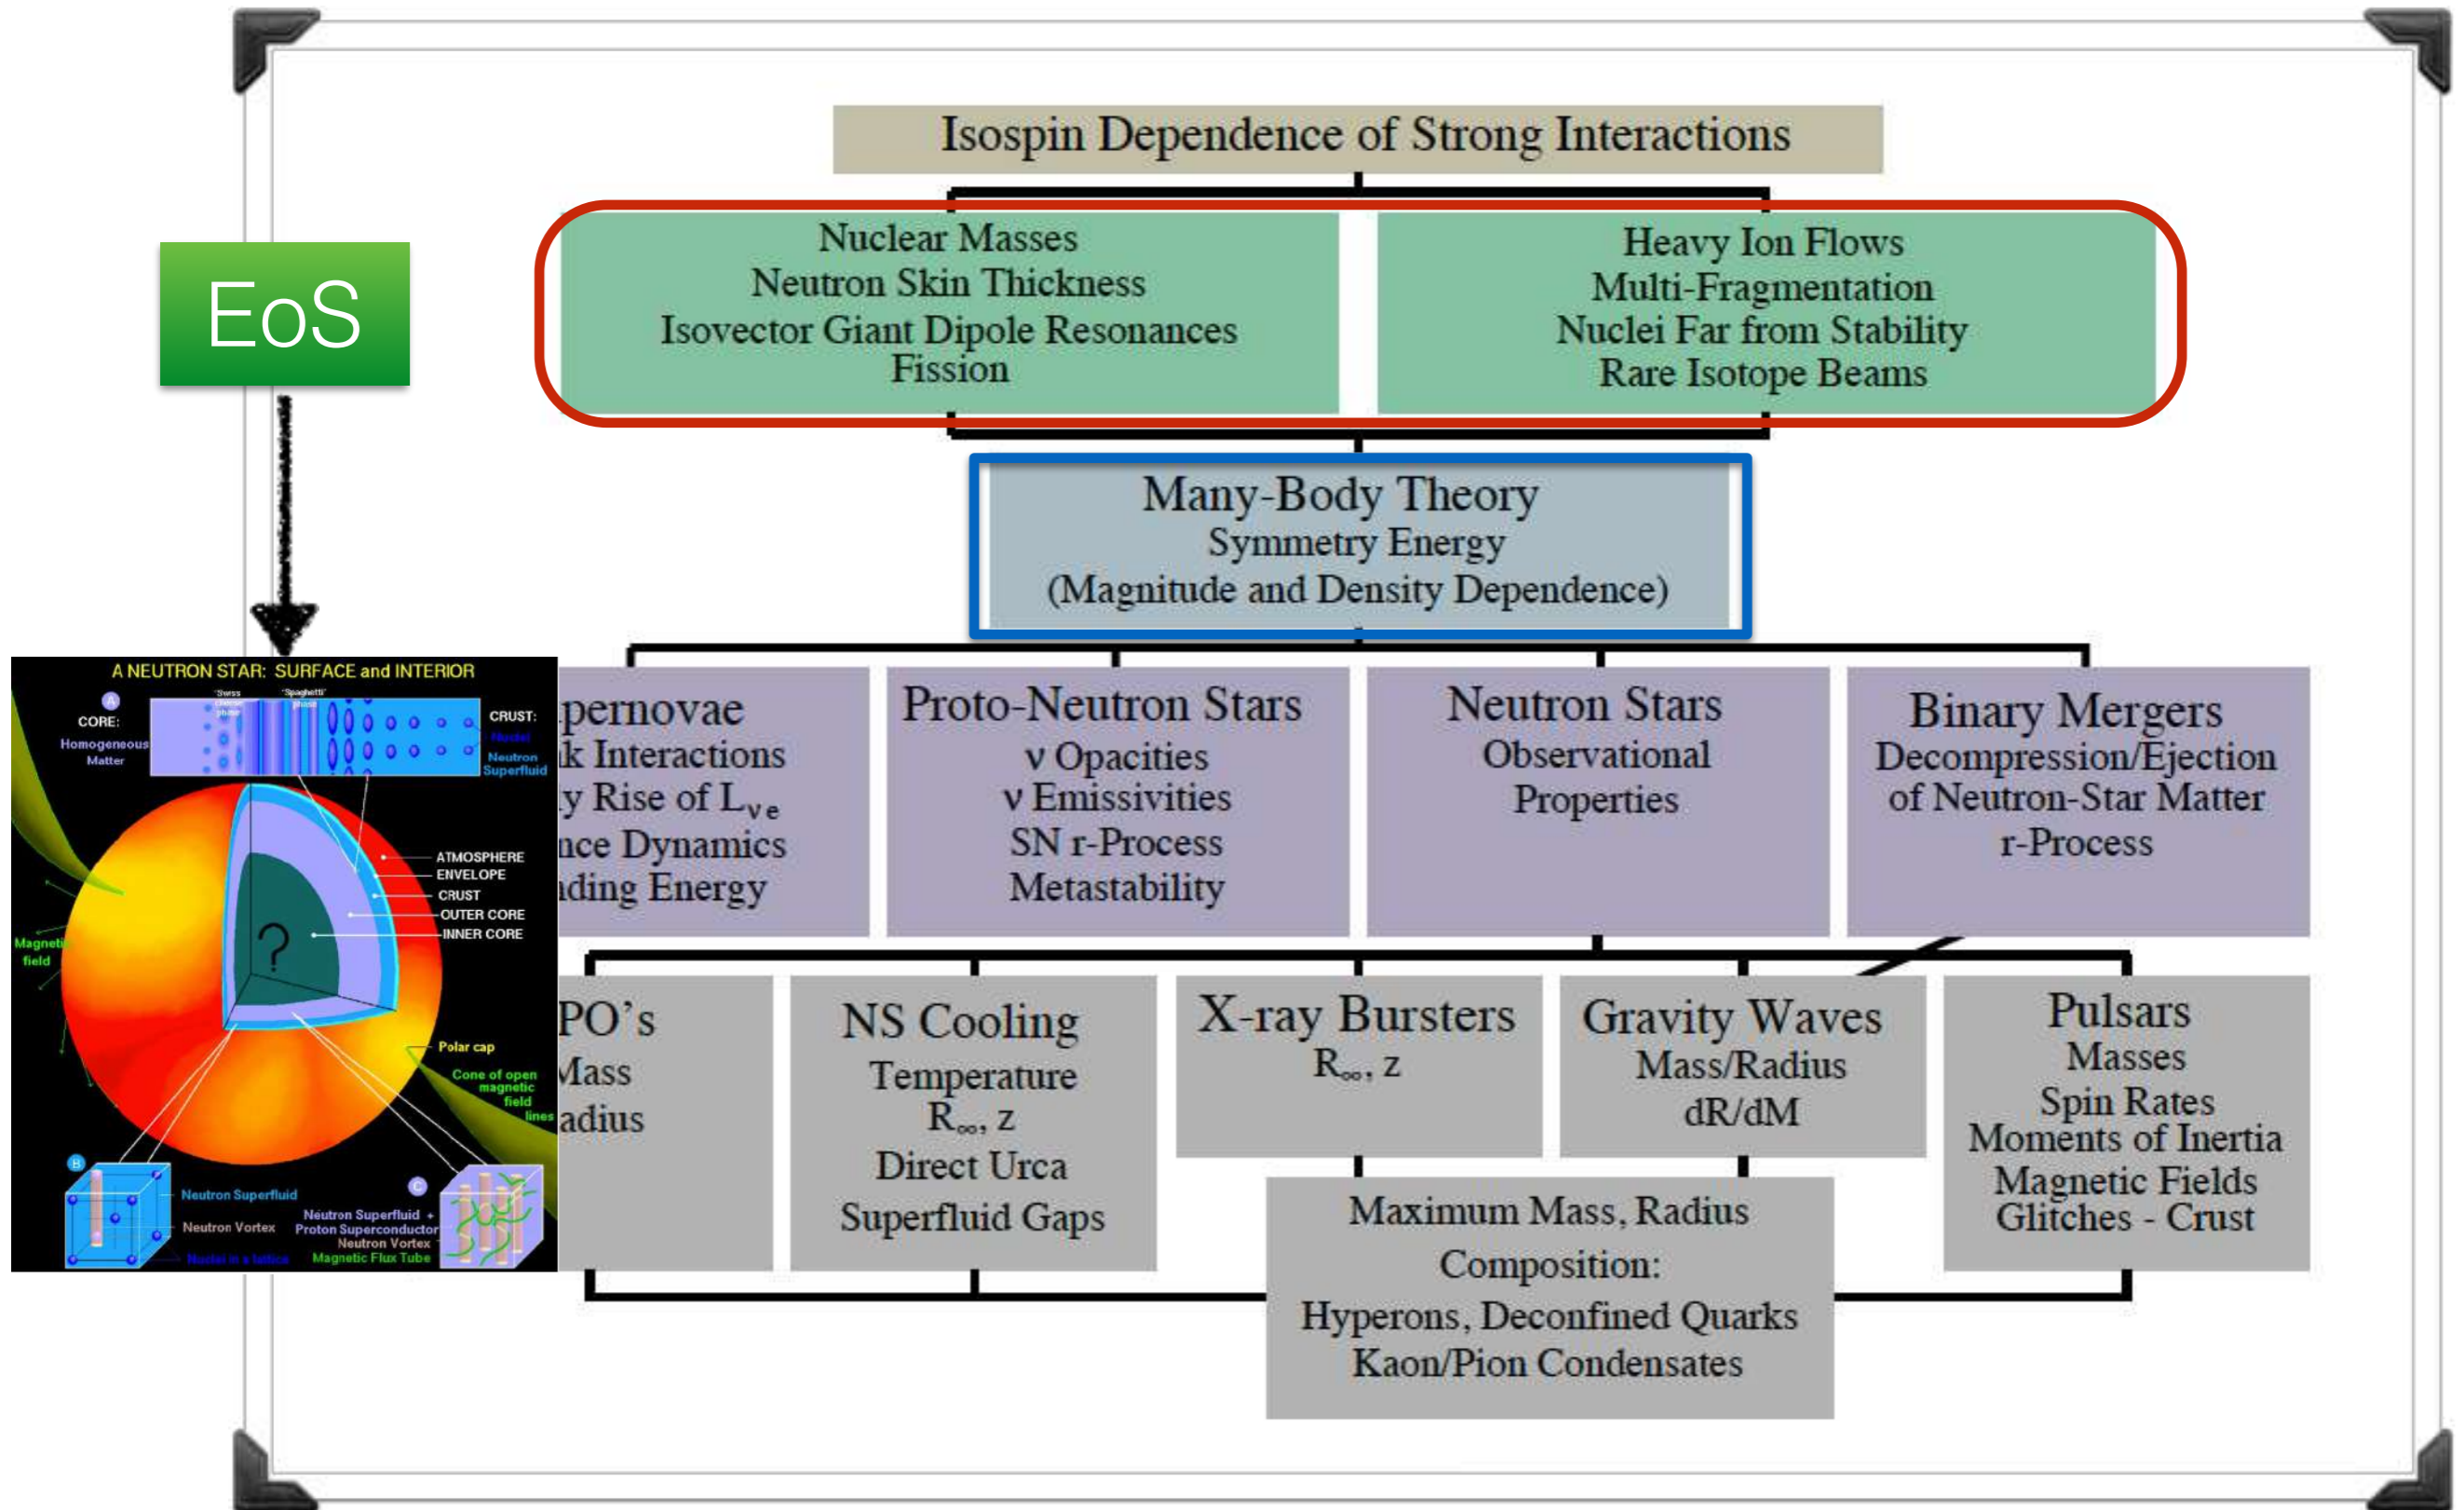 Isospin Dependence of Strong Interactions
EoS
Nuclear Masses
Neutron Skin Thickness
Isovector Giant Dipole Resonances
Fission
Heavy Ion Flows
Multi-Fragmentation
Nuclei Far from Stability
Rare Isotope Beams
Many-Body Theory
Symmetry Energy
(Magnitude and Density Dependence)
A NEUTRON STAR: SURFACE and INTERIOR
A
CORE:
Homogeneous
Matter
'Swiss
cheese'
phase
'Spaghetti'
phase
CRUST:
Nuclei
Neutron
Superfluid
ATMOSPHERE
ENVELOPE
CRUST
OUTER CORE
INNER CORE
?
Magnetic
field
Polar cap
Cone of open
magnetic
field
lines
B
Neutron Superfluid
Neutron Vortex
Nuclei in a lattice
C
Neutron Superfluid +
Proton Superconductor
Neutron Vortex
Magnetic Flux Tube
pernovae
k Interactions
y Rise of Lνe
nce Dynamics
ding Energy
Proto-Neutron Stars
ν Opacities
ν Emissivities
SN r-Process
Metastability
Neutron Stars
Observational
Properties
Binary Mergers
Decompression/Ejection
of Neutron-Star Matter
r-Process
PO's
Mass
adius
NS Cooling
Temperature
R∞, z
Direct Urca
Superfluid Gaps
X-ray Bursters
R∞, z
Gravity Waves
Mass/Radius
dR/dM
Pulsars
Masses
Spin Rates
Moments of Inertia
Magnetic Fields
Glitches - Crust
Maximum Mass, Radius
Composition:
Hyperons, Deconfined Quarks
Kaon/Pion Condensates